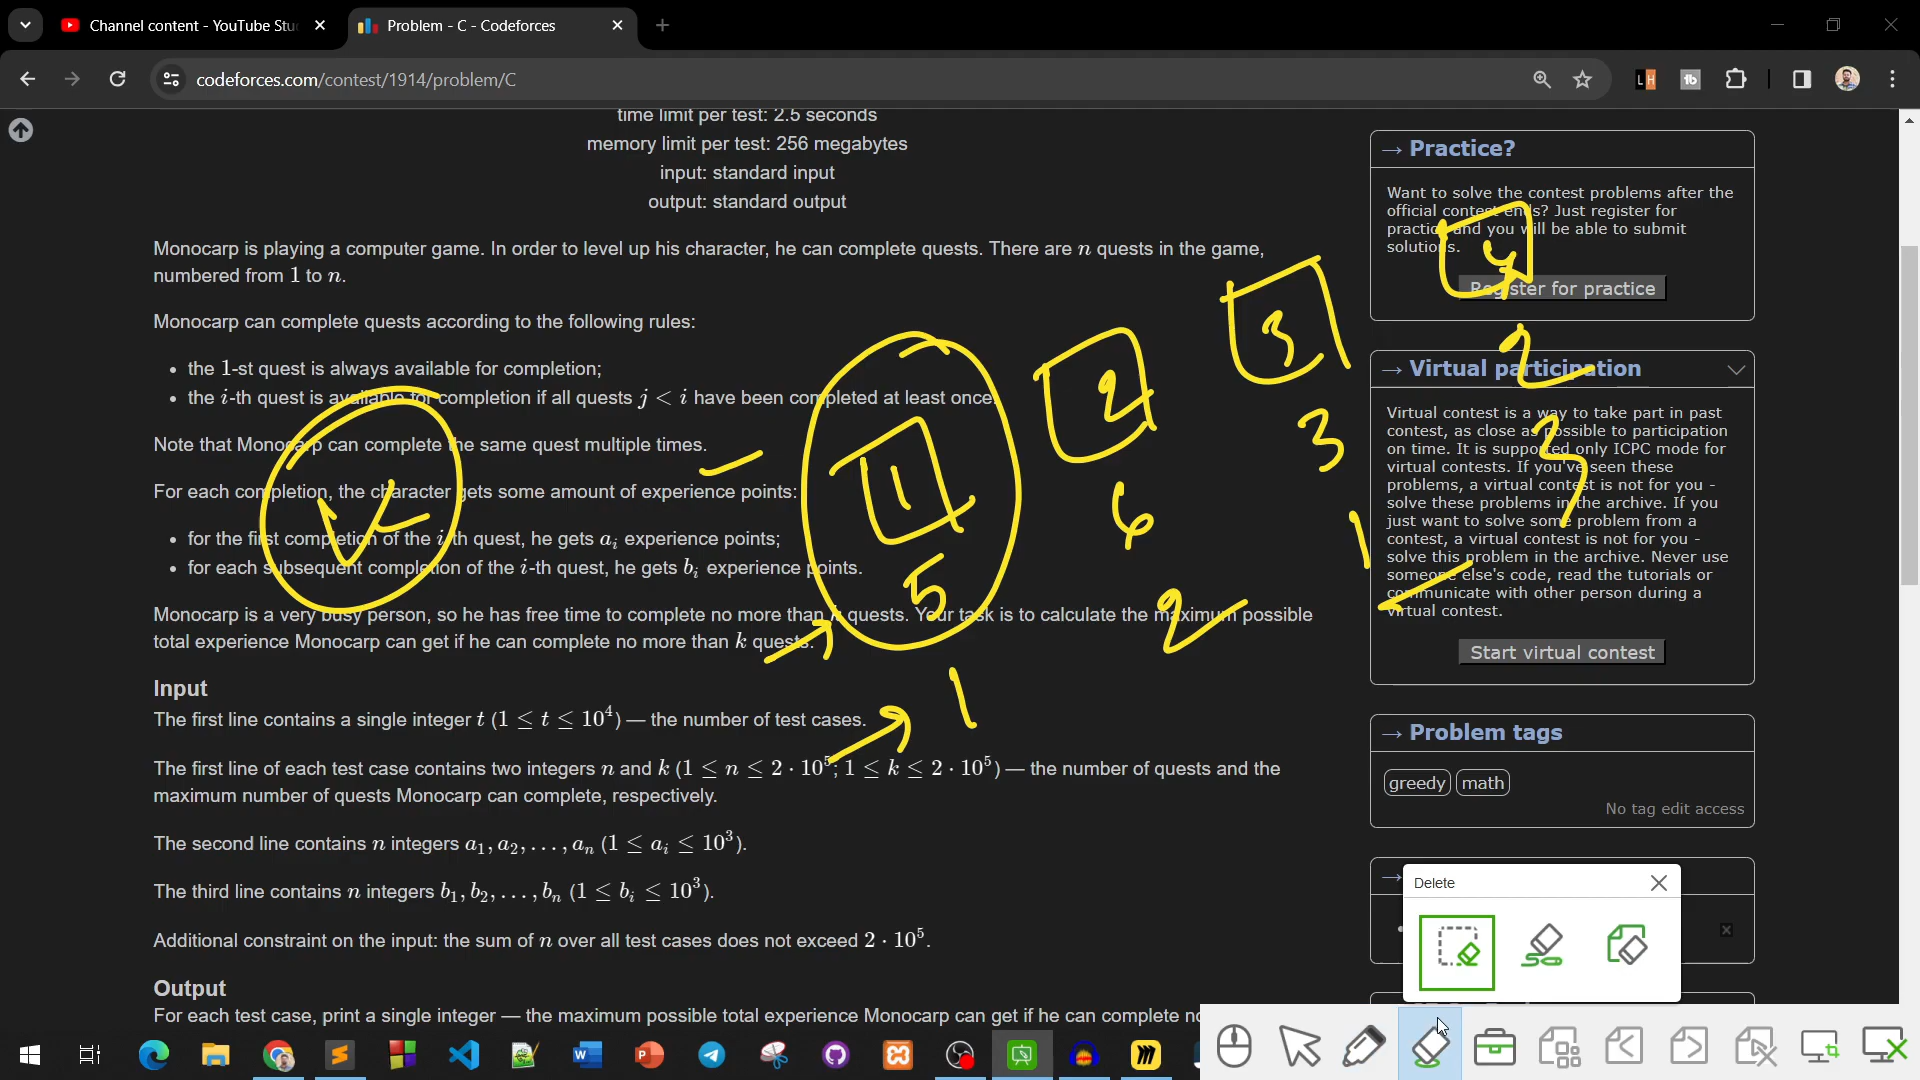 Channel content - YouTube Stu
Problem - C - Codeforces
codeforces.com/contest/1914/problem/C
time limit per test: 2.5 seconds
memory limit per test: 256 megabytes
input: standard input
output: standard output
Monocarp is playing a computer game. In order to level up his character, he can complete quests. There are n quests in the game,
numbered from 1 to n.
Monocarp can complete quests according to the following rules:
• the 1-st quest is always available for completion;
• the i-th quest is available for completion if all quests j < i have been completed at least once.
Note that Monocarp can complete the same quest multiple times.
For each completion, the character gets some amount of experience points:
• for the first completion of the i-th quest, he gets a_i experience points;
• for each subsequent completion of the i-th quest, he gets b_i experience points.
Monocarp is a very busy person, so he has free time to complete no more than k quests. Your task is to calculate the maximum possible
total experience Monocarp can get if he can complete no more than k quests.
Input
The first line contains a single integer t (1 ≤ t ≤ 10^4) — the number of test cases.
The first line of each test case contains two integers n and k (1 ≤ n ≤ 2 · 10^5; 1 ≤ k ≤ 2 · 10^5) — the number of quests and the
maximum number of quests Monocarp can complete, respectively.
The second line contains n integers a_1, a_2, . . . , a_n (1 ≤ a_i ≤ 10^3).
The third line contains n integers b_1, b_2, . . . , b_n (1 ≤ b_i ≤ 10^3).
Additional constraint on the input: the sum of n over all test cases does not exceed 2 · 10^5.
Output
For each test case, print a single integer — the maximum possible total experience Monocarp can get if he can complete no
K
1 2 3 4
5 6 3 2
1 2 1 3
→ Practice?
Want to solve the contest problems after the
official contest ends? Just register for
practice and you will be able to submit
solutions.
Register for practice
→ Virtual participation
Virtual contest is a way to take part in past
contest, as close as possible to participation
on time. It is supported only ICPC mode for
virtual contests. If you've seen these
problems, a virtual contest is not for you -
solve these problems in the archive. If you
just want to solve some problem from a
contest, a virtual contest is not for you -
solve this problem in the archive. Never use
someone else's code, read the tutorials or
communicate with other person during a
virtual contest.
Start virtual contest
→ Problem tags
greedy math
No tag edit access
Delete